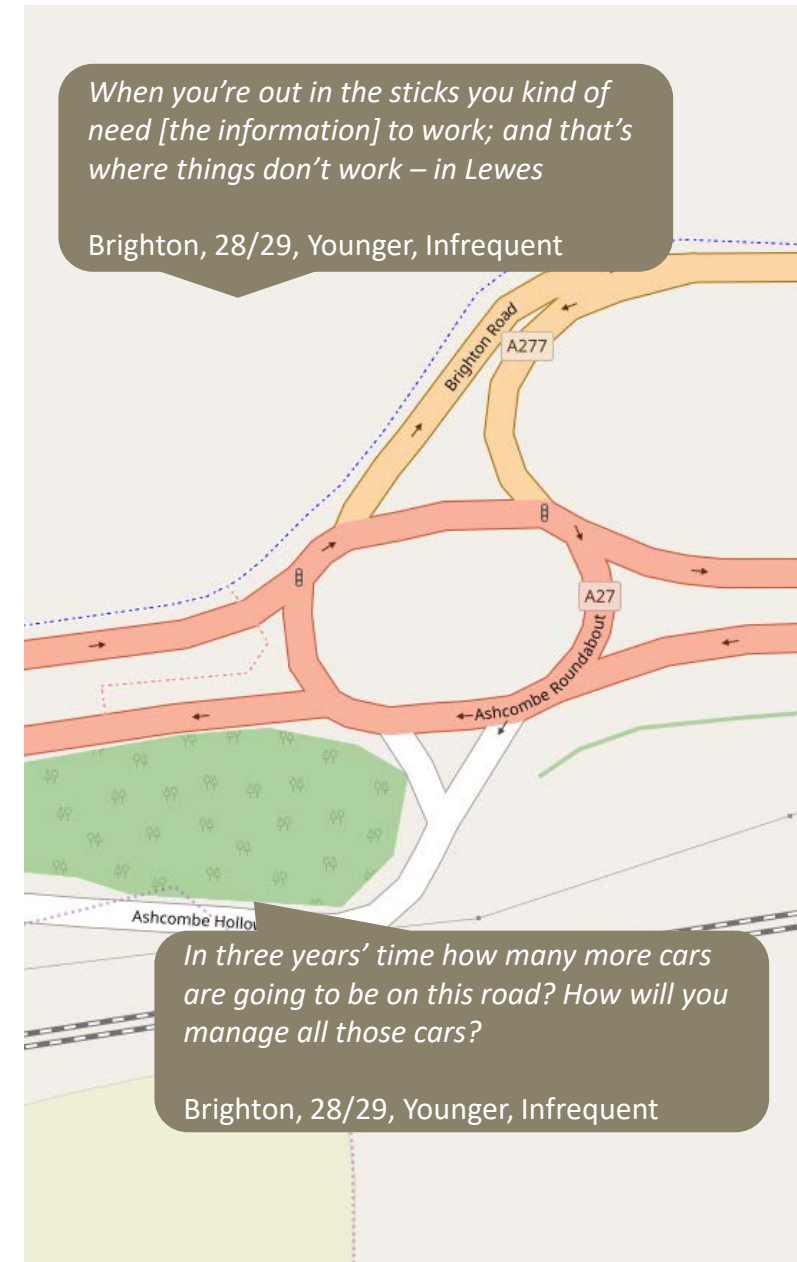 When you’re out in the sticks you kind of
need [the information] to work; and that’s
where things don’t work – in Lewes
Brighton, 28/29, Younger, Infrequent
Brighton Road
A277
A27
Ashcombe Roundabout
Ashcombe Hollo
In three years’ time how many more cars
are going to be on this road? How will you
manage all those cars?
Brighton, 28/29, Younger, Infrequent